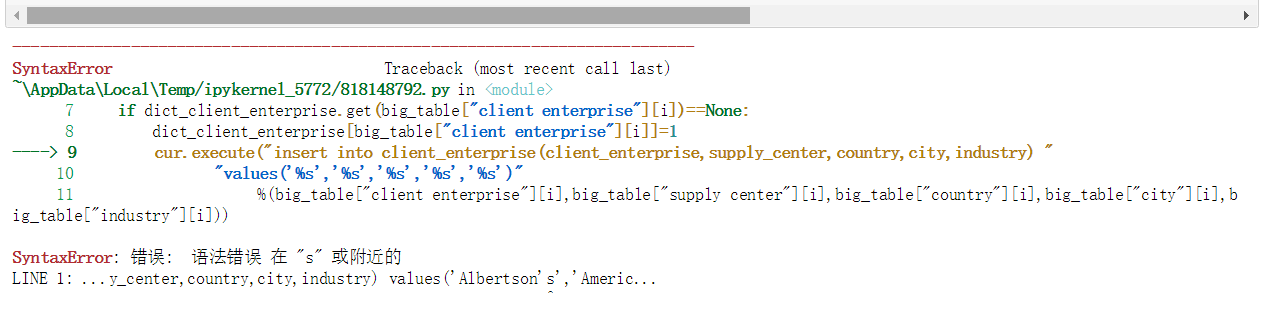 ---------------------------------------------------------------------------
SyntaxError                               Traceback (most recent call last)
~\AppData\Local\Temp/ipykernel_5772/818148792.py in <module>
      7     if dict_client_enterprise.get(big_table["client enterprise"][i])==None:
      8         dict_client_enterprise[big_table["client enterprise"][i]]=1
----> 9         cur.execute("insert into client_enterprise(client_enterprise,supply_center,country,city,industry) "
     10                 "values('%s','%s','%s','%s','%s')"
     11                     %(big_table["client enterprise"][i],big_table["supply center"][i],big_table["country"][i],big_table["city"][i],b
ig_table["industry"][i]))
SyntaxError: 错误:  语法错误 在 "s" 或附近的
LINE 1: ...y_center,country,city,industry) values('Albertson's','Americ...
^